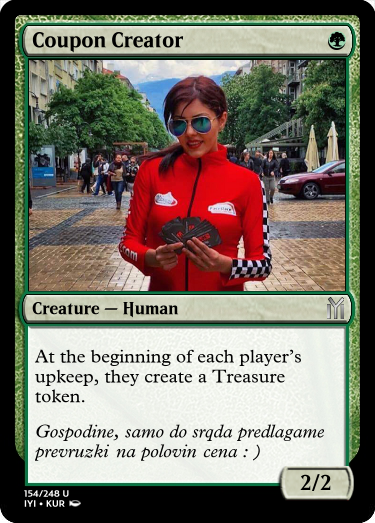 Coupon Creator
.com
Creature — Human
At the beginning of each player's
upkeep, they create a Treasure
token.
Gospodine, samo do srqda predlagame
prevruzki na polovin cena : )
2/2
154/248 U
IYI • KUR